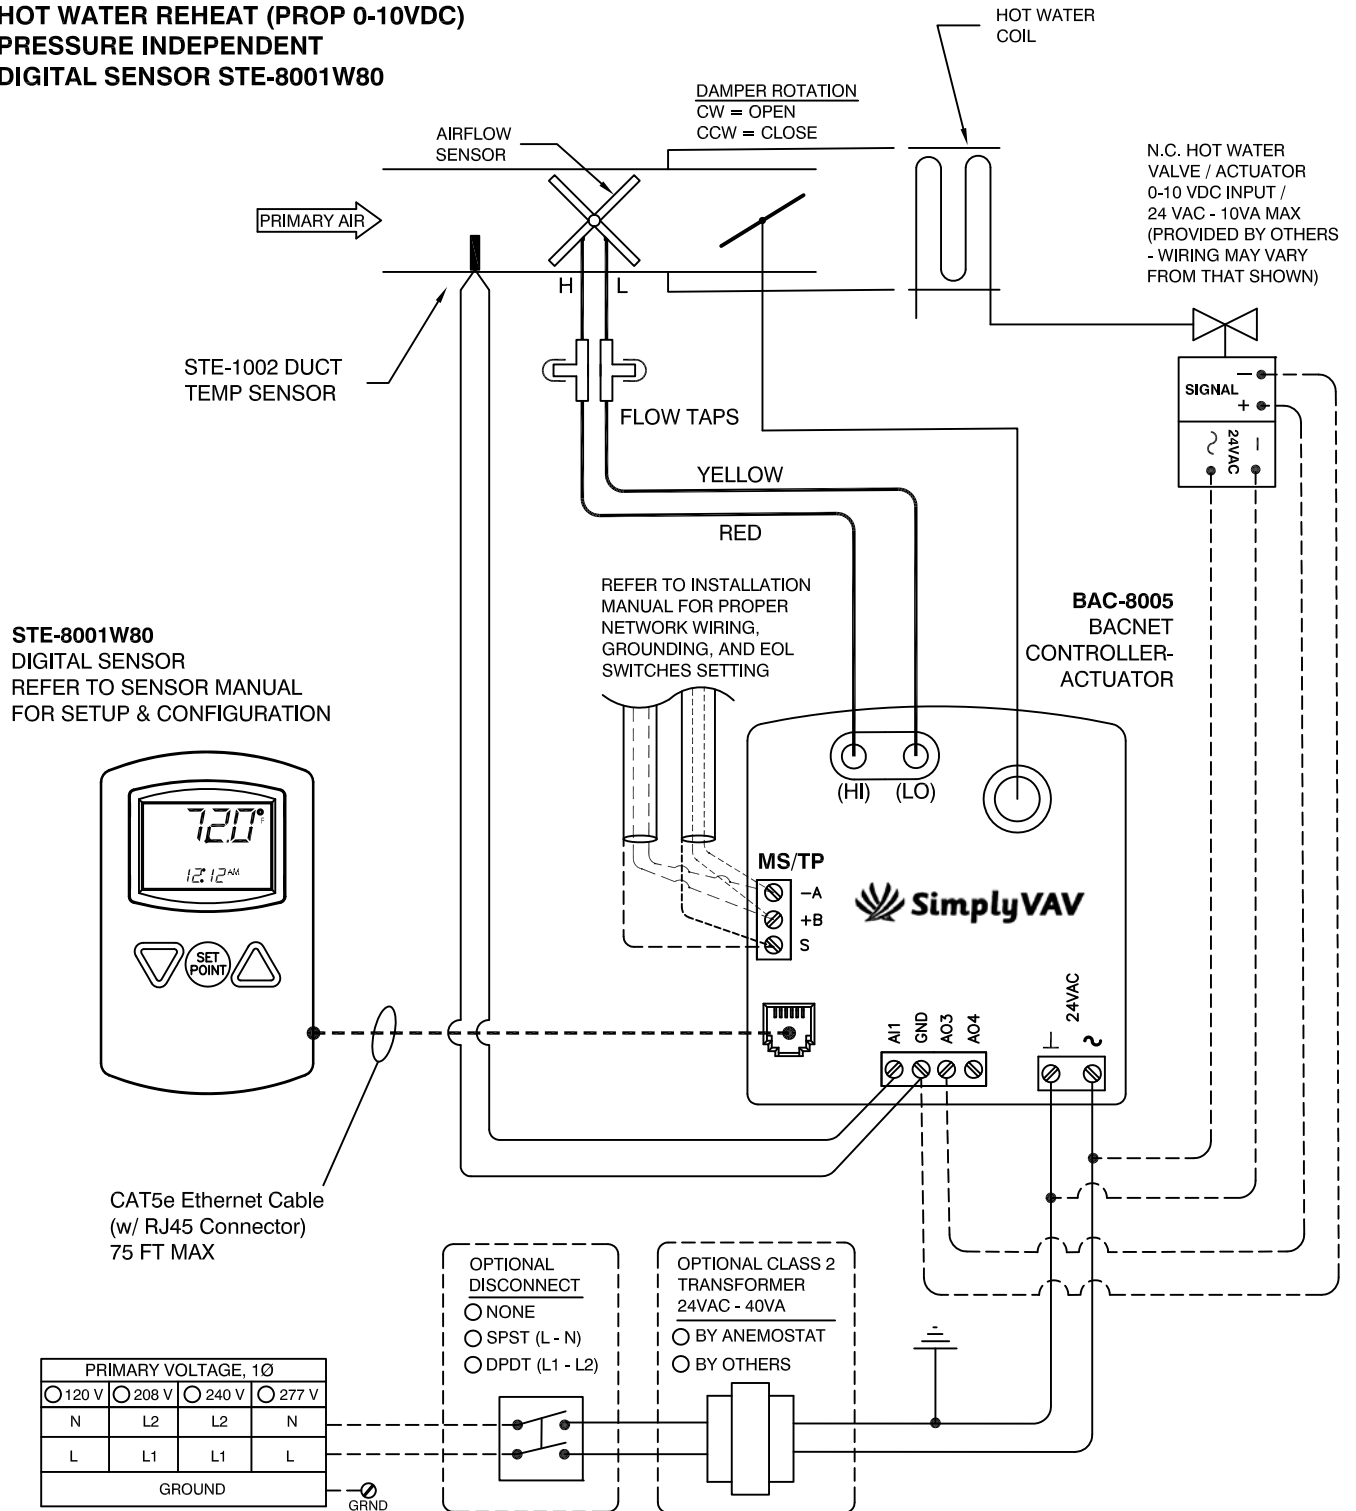 HOT WATER REHEAT (PROP 0-10VDC)
PRESSURE INDEPENDENT
DIGITAL SENSOR STE-8001W80
HOT WATER
COIL
DAMPER ROTATION
CW = OPEN
CCW = CLOSE
AIRFLOW
SENSOR
N.C. HOT WATER
VALVE / ACTUATOR
0-10 VDC INPUT /
24 VAC - 10VA MAX
(PROVIDED BY OTHERS
- WIRING MAY VARY
FROM THAT SHOWN)
PRIMARY AIR
H L
STE-1002 DUCT
TEMP SENSOR
FLOW TAPS
SIGNAL
−
+
24VAC
~ −
YELLOW
RED
REFER TO INSTALLATION
MANUAL FOR PROPER
NETWORK WIRING,
GROUNDING, AND EOL
SWITCHES SETTING
BAC-8005
BACNET
CONTROLLER-
ACTUATOR
STE-8001W80
DIGITAL SENSOR
REFER TO SENSOR MANUAL
FOR SETUP & CONFIGURATION
72.0°F
12:12 AM
SET
POINT
(HI) (LO)
MS/TP
−A
+B
S
SimplyVAV
AI1
GND
AO3
AO4
24VAC
⊥ ~
CAT5e Ethernet Cable
(w/ RJ45 Connector)
75 FT MAX
OPTIONAL
DISCONNECT
NONE
SPST (L - N)
DPDT (L1 - L2)
OPTIONAL CLASS 2
TRANSFORMER
24VAC - 40VA
BY ANEMOSTAT
BY OTHERS
PRIMARY VOLTAGE, 1Ø
120 V 208 V 240 V 277 V
N L2 L2 N
L L1 L1 L
GROUND
GRND